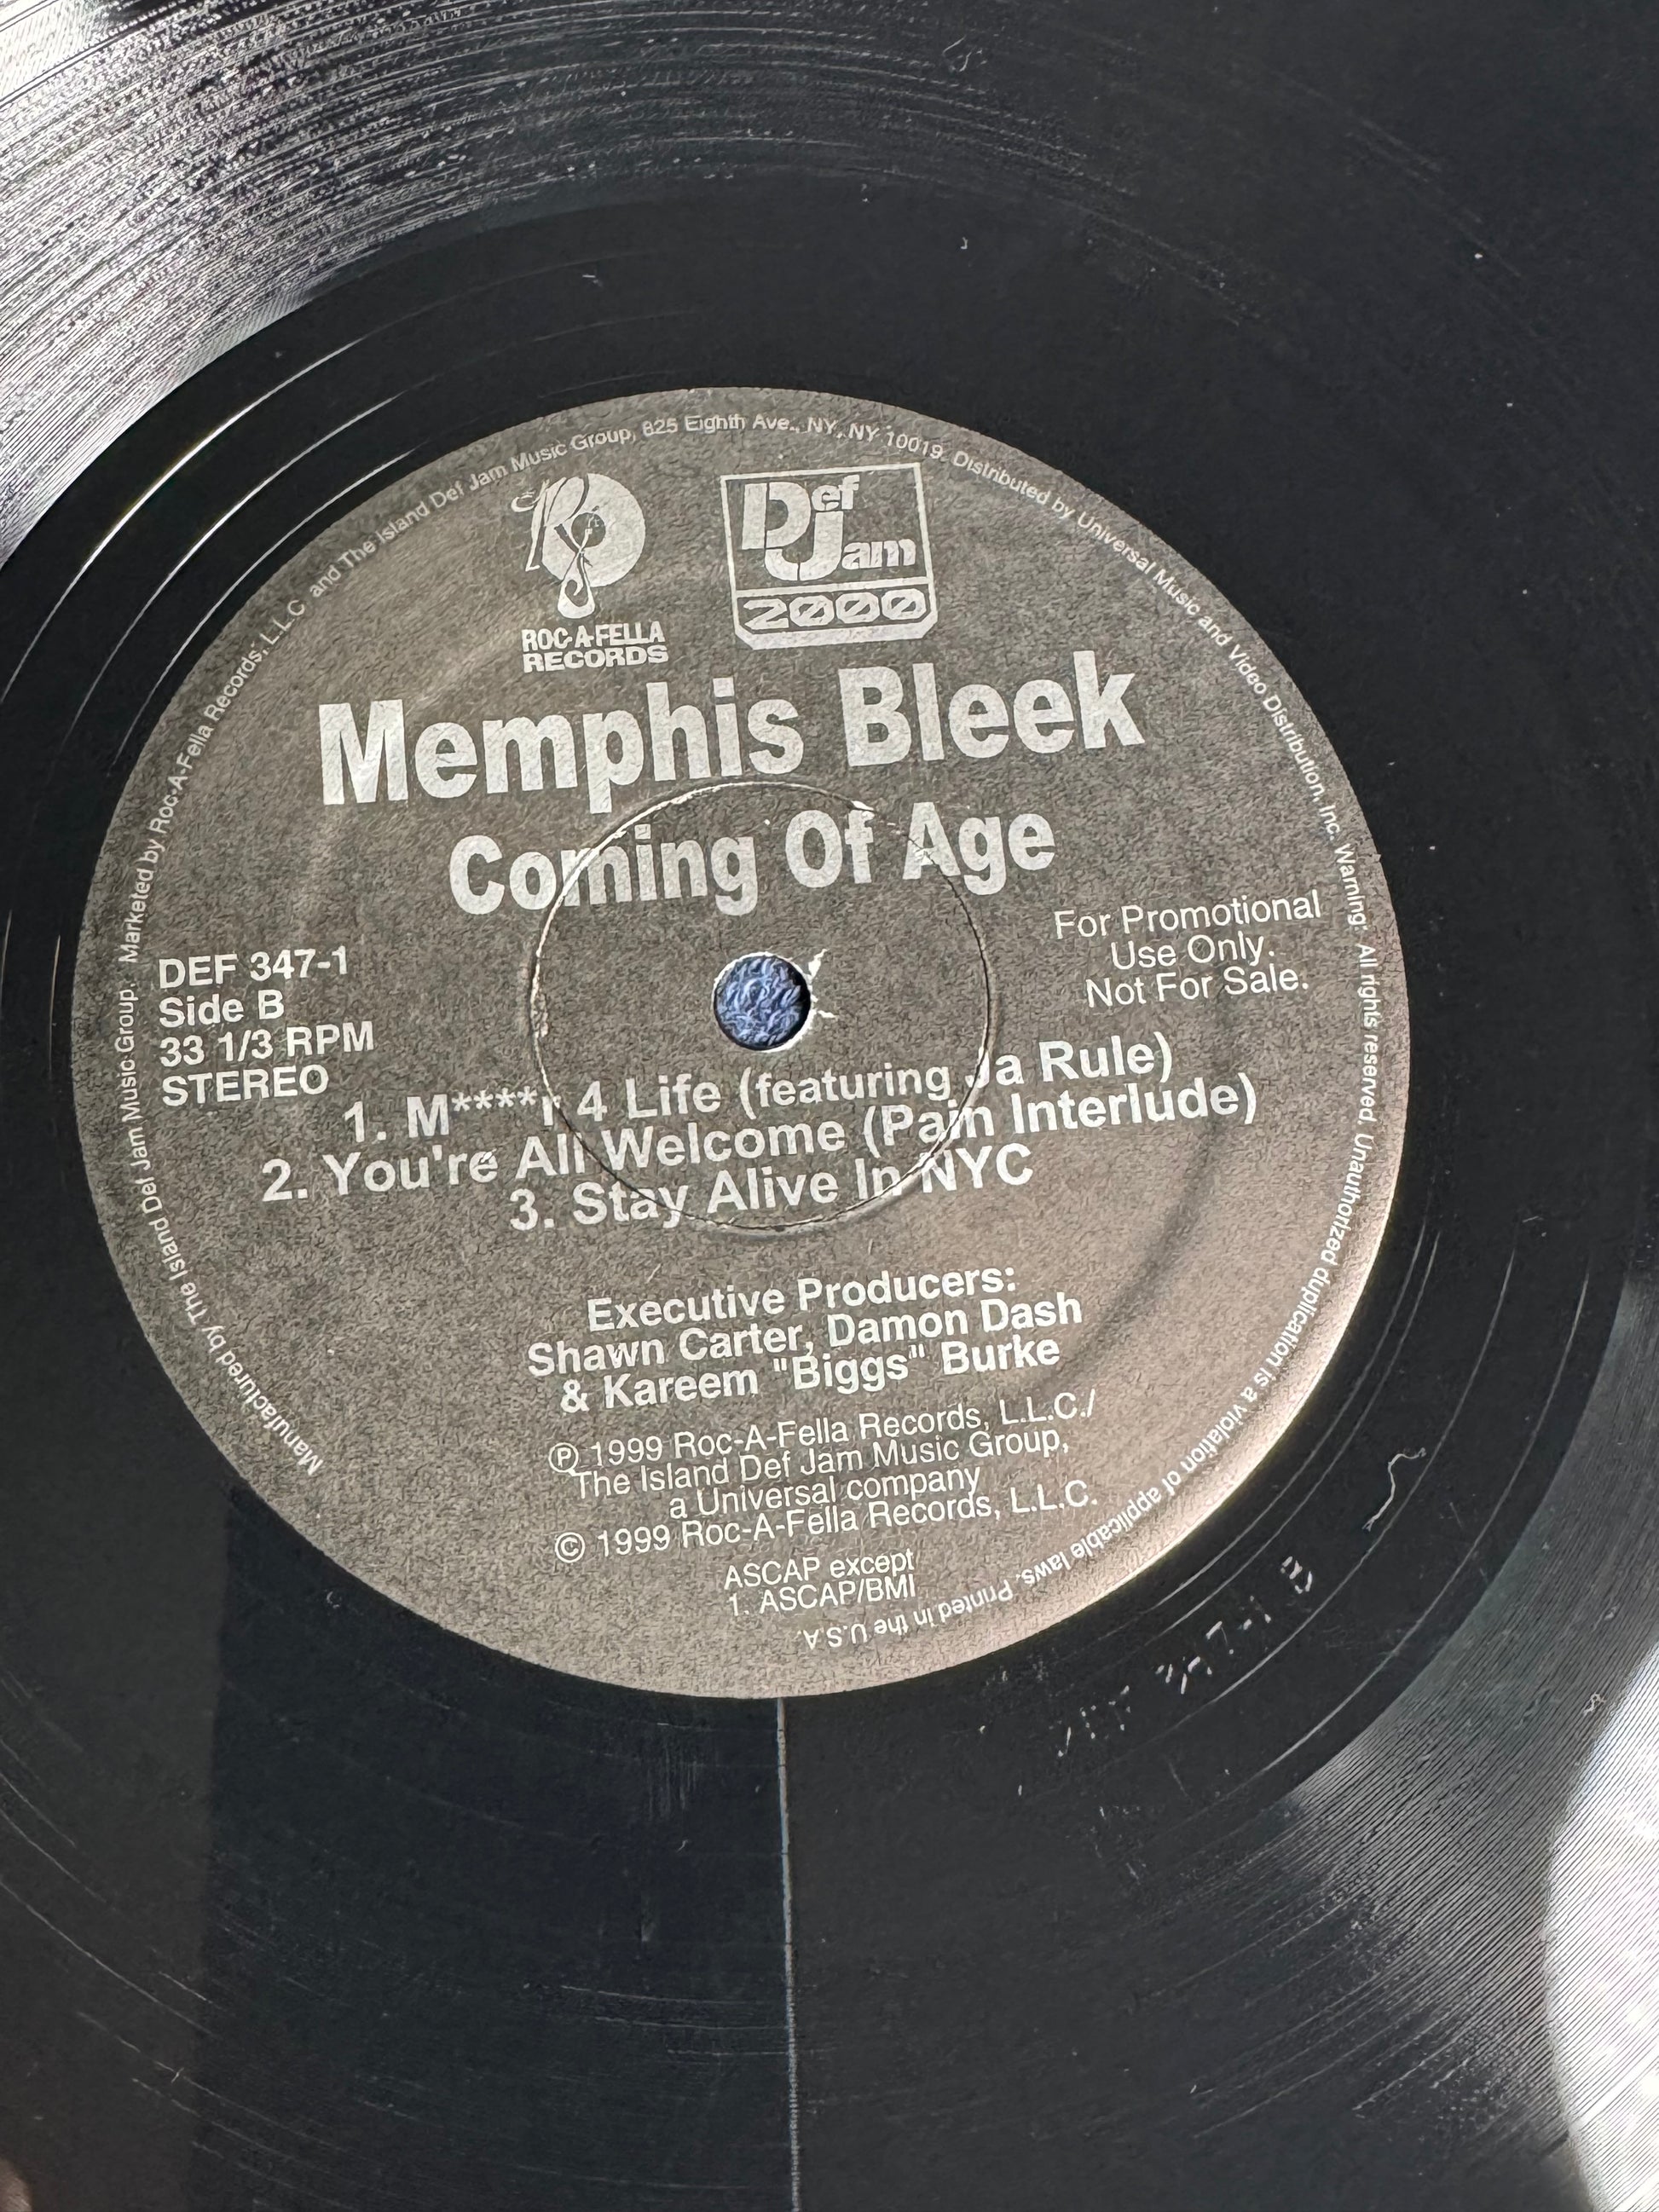 Manufactured by The Island Def Jam Music Group. Marketed by Roc-A-Fella Records, L.L.C and The Island Def Jam Music Group, 825 Eighth Ave., NY, NY 10019. Distributed by Universal Music and Video Distribution, Inc. Warning: All rights reserved. Unauthorized duplication is a violation of applicable laws. Printed in the U.S.A.
ROC-A-FELLA
RECORDS
Def
Jam
2000
Memphis Bleek
Coming Of Age
For Promotional
Use Only.
Not For Sale.
DEF 347-1
Side B
33 1/3 RPM
STEREO
1. M****r 4 Life (featuring Ja Rule)
2. You're All Welcome (Pain Interlude)
3. Stay Alive In NYC
Executive Producers:
Shawn Carter, Damon Dash
& Kareem "Biggs" Burke
℗ 1999 Roc-A-Fella Records, L.L.C./
The Island Def Jam Music Group,
a Universal company
© 1999 Roc-A-Fella Records, L.L.C.
ASCAP except
1. ASCAP/BMI